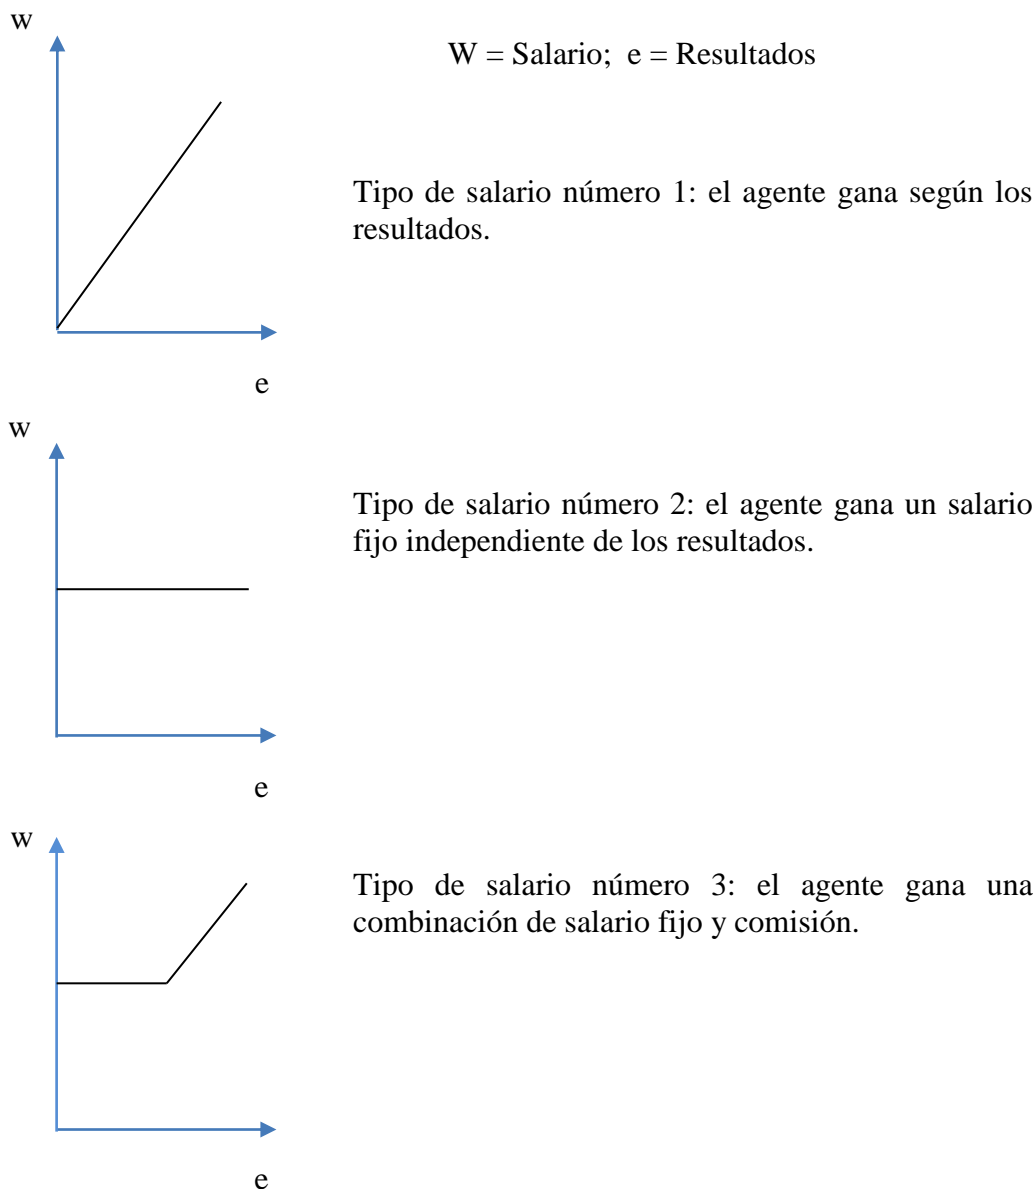 w
W = Salario; e = Resultados
Tipo de salario número 1: el agente gana según los
resultados.
e
w
Tipo de salario número 2: el agente gana un salario
fijo independiente de los resultados.
e
w
Tipo de salario número 3: el agente gana una
combinación de salario fijo y comisión.
e